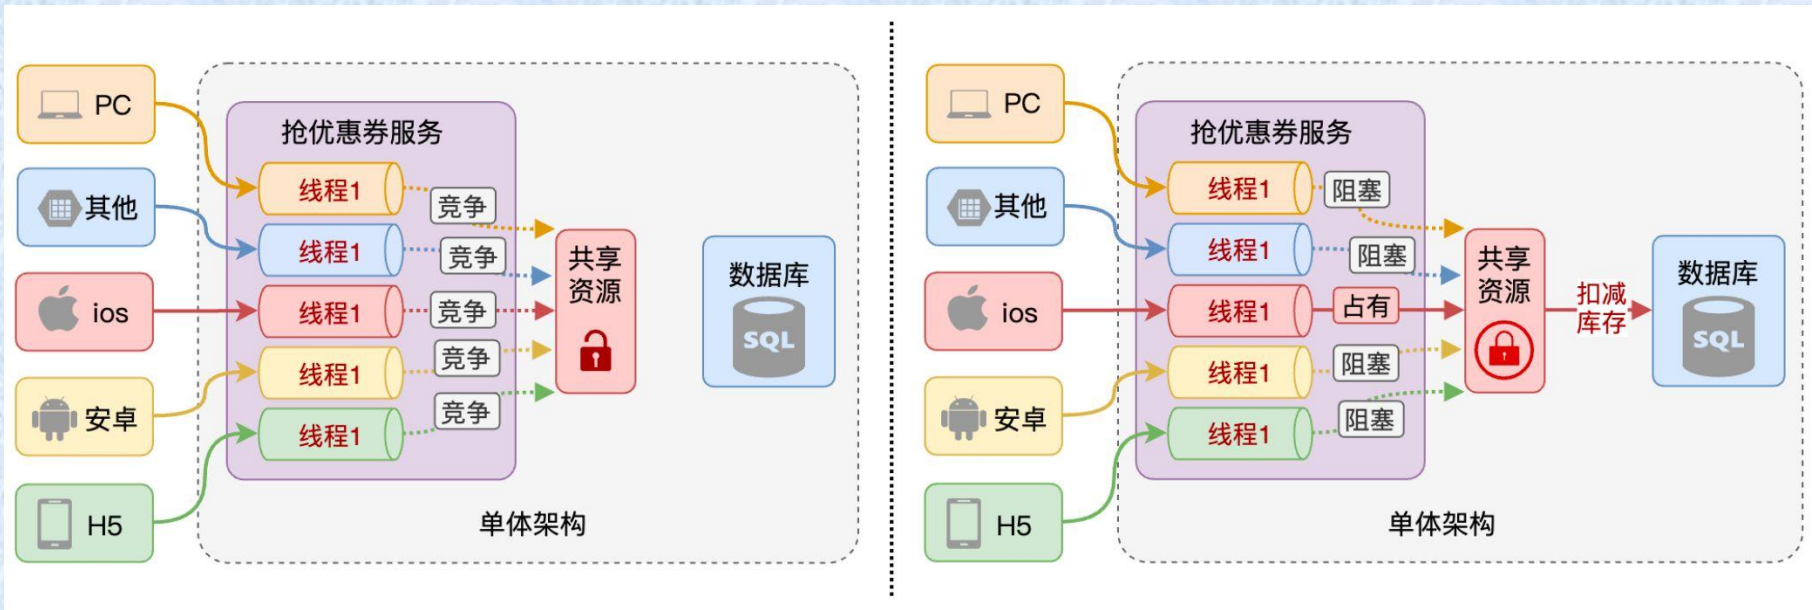 PC
其他
ios
安卓
H5
抢优惠券服务
线程1
竞争
线程1
竞争
线程1
竞争
线程1
竞争
线程1
竞争
共享
资源
数据库
SQL
单体架构
PC
其他
ios
安卓
H5
抢优惠券服务
线程1
阻塞
线程1
阻塞
线程1
占有
线程1
阻塞
线程1
阻塞
共享
资源
扣减
库存
数据库
SQL
单体架构